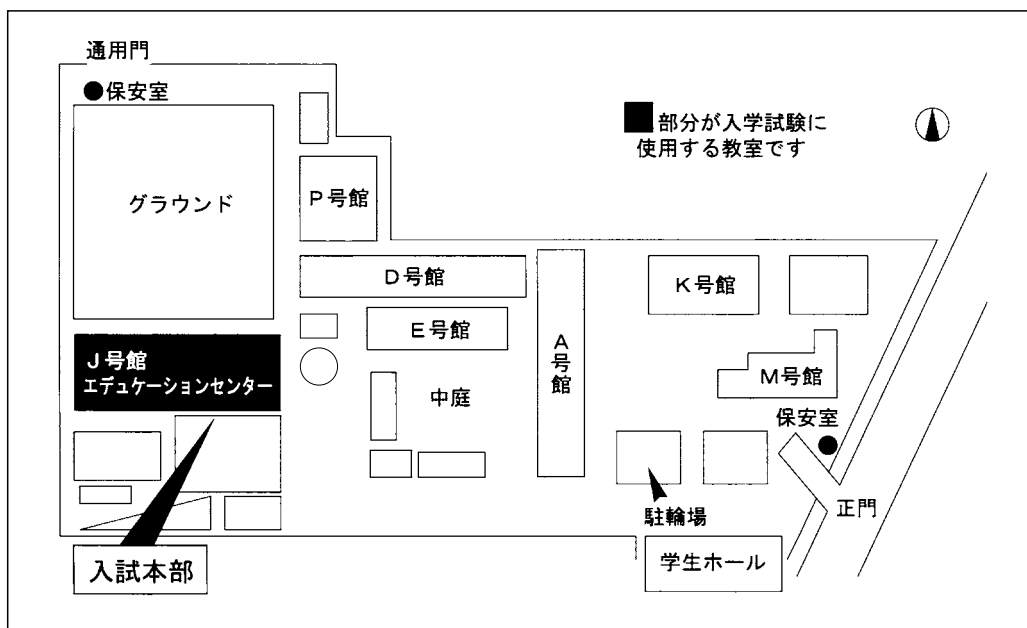 通用門
●保安室
■部分が入学試験に
使用する教室です
グラウンド
P号館
D号館
K号館
E号館
A号館
J号館
エデュケーションセンター
M号館
中庭
保安室
正門
駐輪場
入試本部
学生ホール